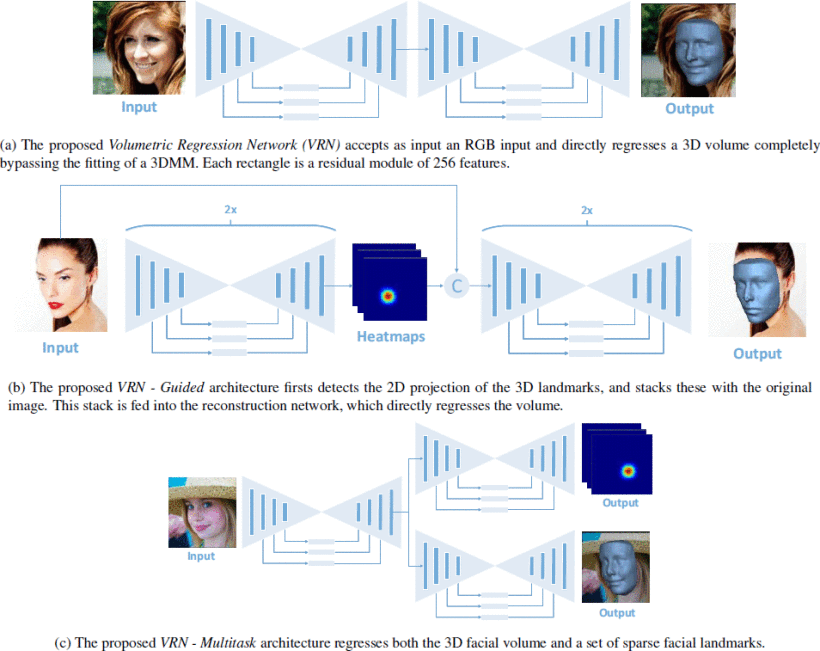 Input
Output
(a) The proposed Volumetric Regression Network (VRN) accepts as input an RGB input and directly regresses a 3D volume completely
bypassing the fitting of a 3DMM. Each rectangle is a residual module of 256 features.
2x
2x
C
Heatmaps
Input
Output
(b) The proposed VRN - Guided architecture firsts detects the 2D projection of the 3D landmarks, and stacks these with the original
image. This stack is fed into the reconstruction network, which directly regresses the volume.
Output
Input
Output
(c) The proposed VRN - Multitask architecture regresses both the 3D facial volume and a set of sparse facial landmarks.